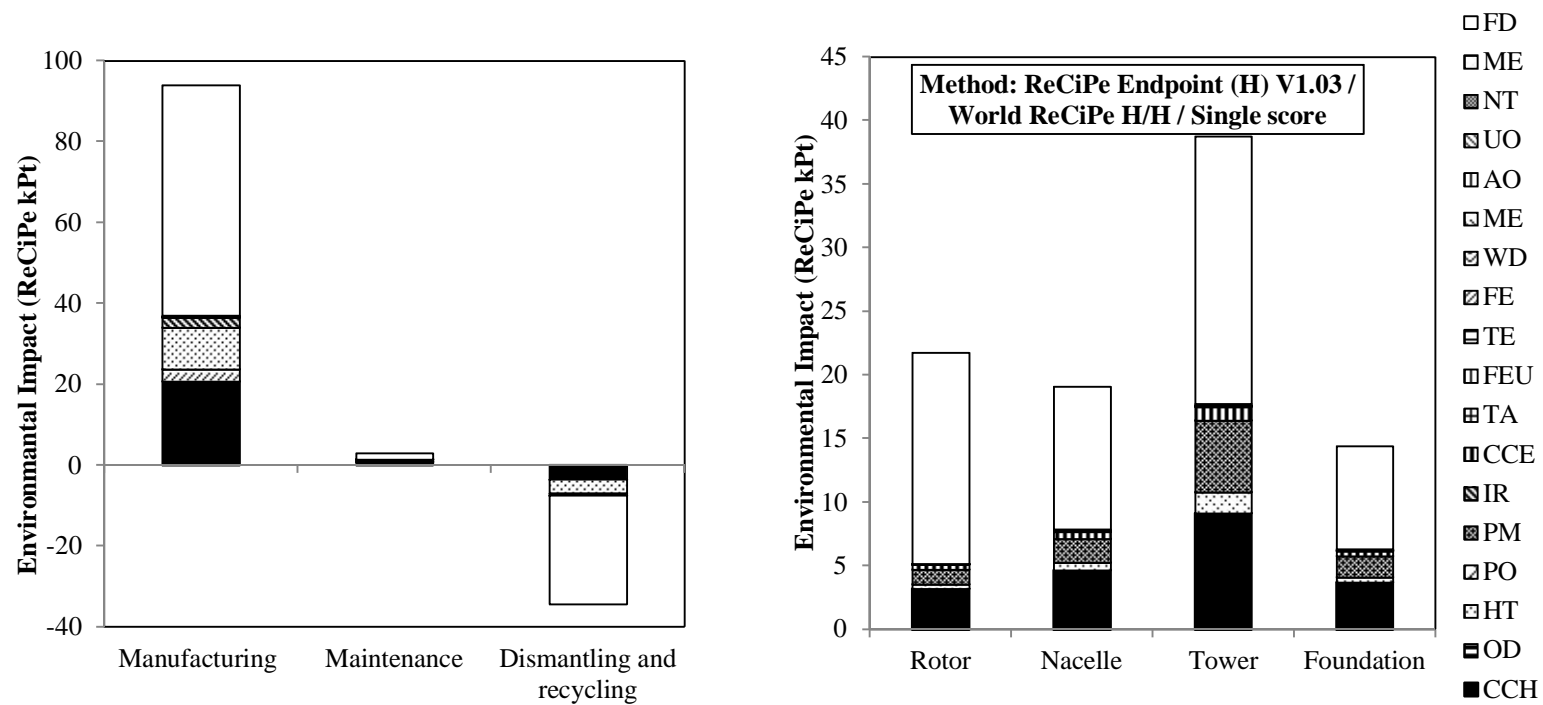 Environmantal Impact (ReCiPe kPt)
100
80
60
40
20
0
-20
-40
Manufacturing
Maintenance
Dismantling and
recycling
Environmental Impact (ReCiPe kPt)
45
40
35
30
25
20
15
10
5
0
Method: ReCiPe Endpoint (H) V1.03 /
World ReCiPe H/H / Single score
Rotor
Nacelle
Tower
Foundation
FD
ME
NT
UO
AO
ME
WD
FE
TE
FEU
TA
CCE
IR
PM
PO
HT
OD
CCH